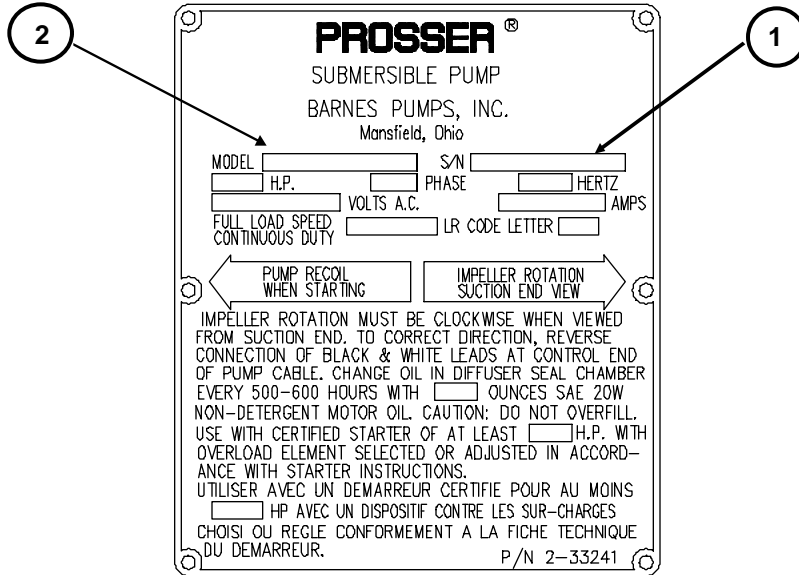 2
1
PROSSER ®
SUBMERSIBLE PUMP
BARNES PUMPS, INC.
Mansfield, Ohio
MODEL S/N
H.P. PHASE HERTZ
VOLTS A.C. AMPS
FULL LOAD SPEED
CONTINUOUS DUTY LR CODE LETTER
PUMP RECOIL
WHEN STARTING
IMPELLER ROTATION
SUCTION END VIEW
IMPELLER ROTATION MUST BE CLOCKWISE WHEN VIEWED
FROM SUCTION END. TO CORRECT DIRECTION, REVERSE
CONNECTION OF BLACK & WHITE LEADS AT CONTROL END
OF PUMP CABLE. CHANGE OIL IN DIFFUSER SEAL CHAMBER
EVERY 500-600 HOURS WITH OUNCES SAE 20W
NON-DETERGENT MOTOR OIL. CAUTION: DO NOT OVERFILL.
USE WITH CERTIFIED STARTER OF AT LEAST H.P. WITH
OVERLOAD ELEMENT SELECTED OR ADJUSTED IN ACCORD-
ANCE WITH STARTER INSTRUCTIONS.
UTILISER AVEC UN DEMARREUR CERTIFIE POUR AU MOINS
HP AVEC UN DISPOSITIF CONTRE LES SUR-CHARGES
CHOISI OU REGLE CONFORMEMENT A LA FICHE TECHNIQUE
DU DEMARREUR.
P/N 2-33241